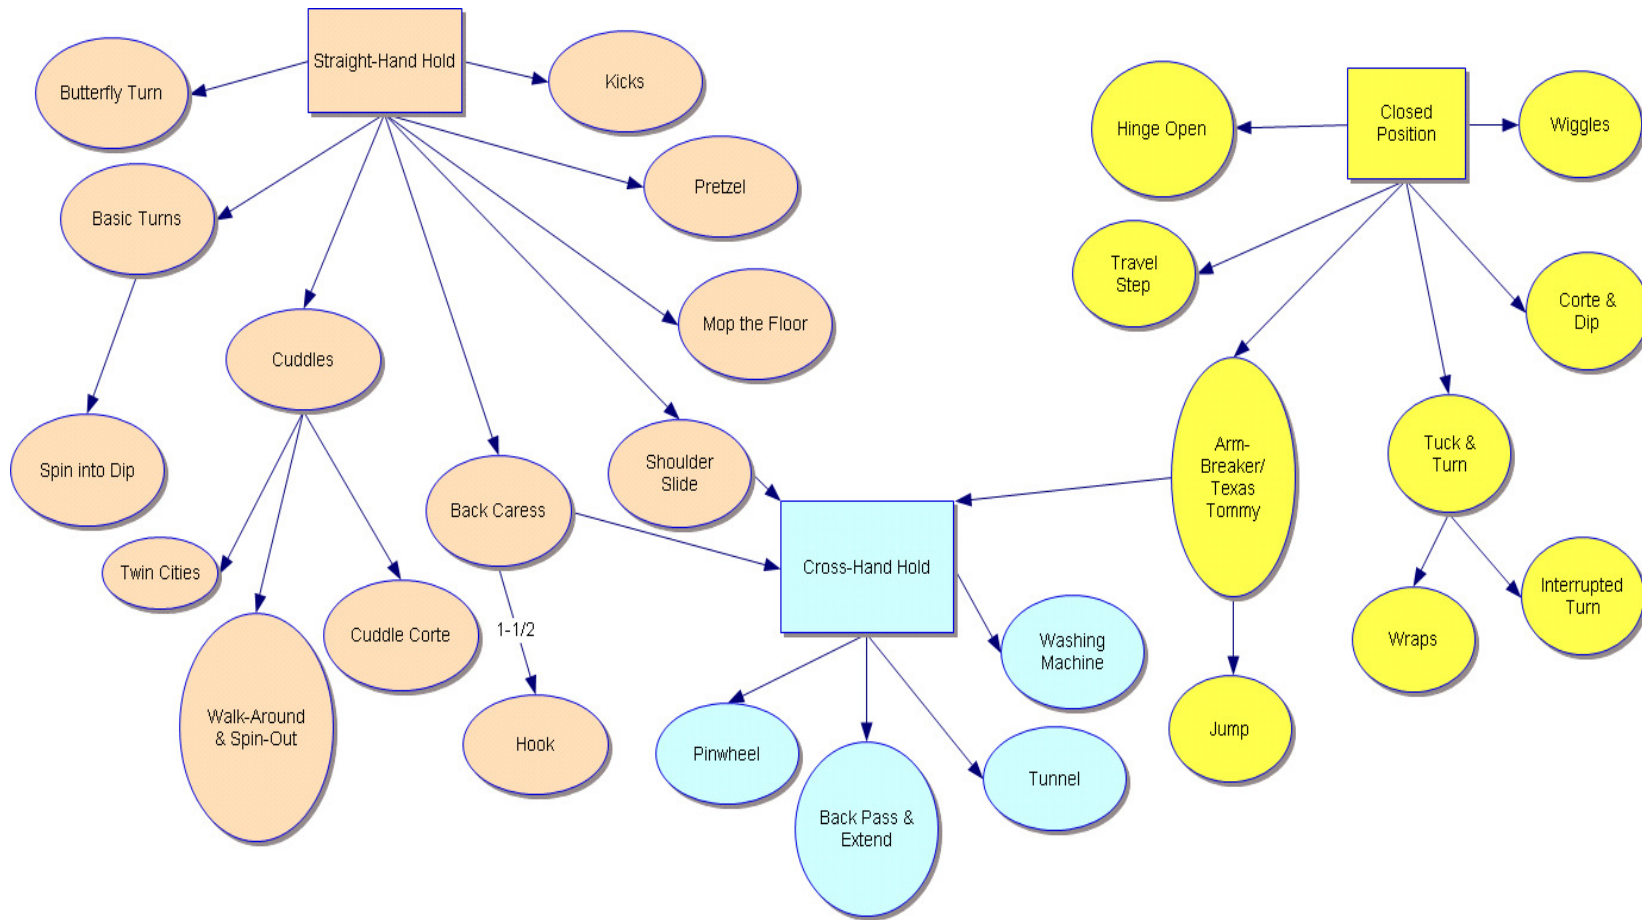 Straight-Hand Hold
Butterfly Turn
Kicks
Basic Turns
Pretzel
Mop the Floor
Cuddles
Spin into Dip
Back Caress
Shoulder
Slide
Twin Cities
Cuddle Corte
1-1/2
Walk-Around
& Spin-Out
Hook
Cross-Hand Hold
Washing
Machine
Pinwheel
Back Pass &
Extend
Tunnel
Closed
Position
Hinge Open
Wiggles
Travel
Step
Corte &
Dip
Arm-
Breaker/
Texas
Tommy
Tuck &
Turn
Interrupted
Turn
Wraps
Jump